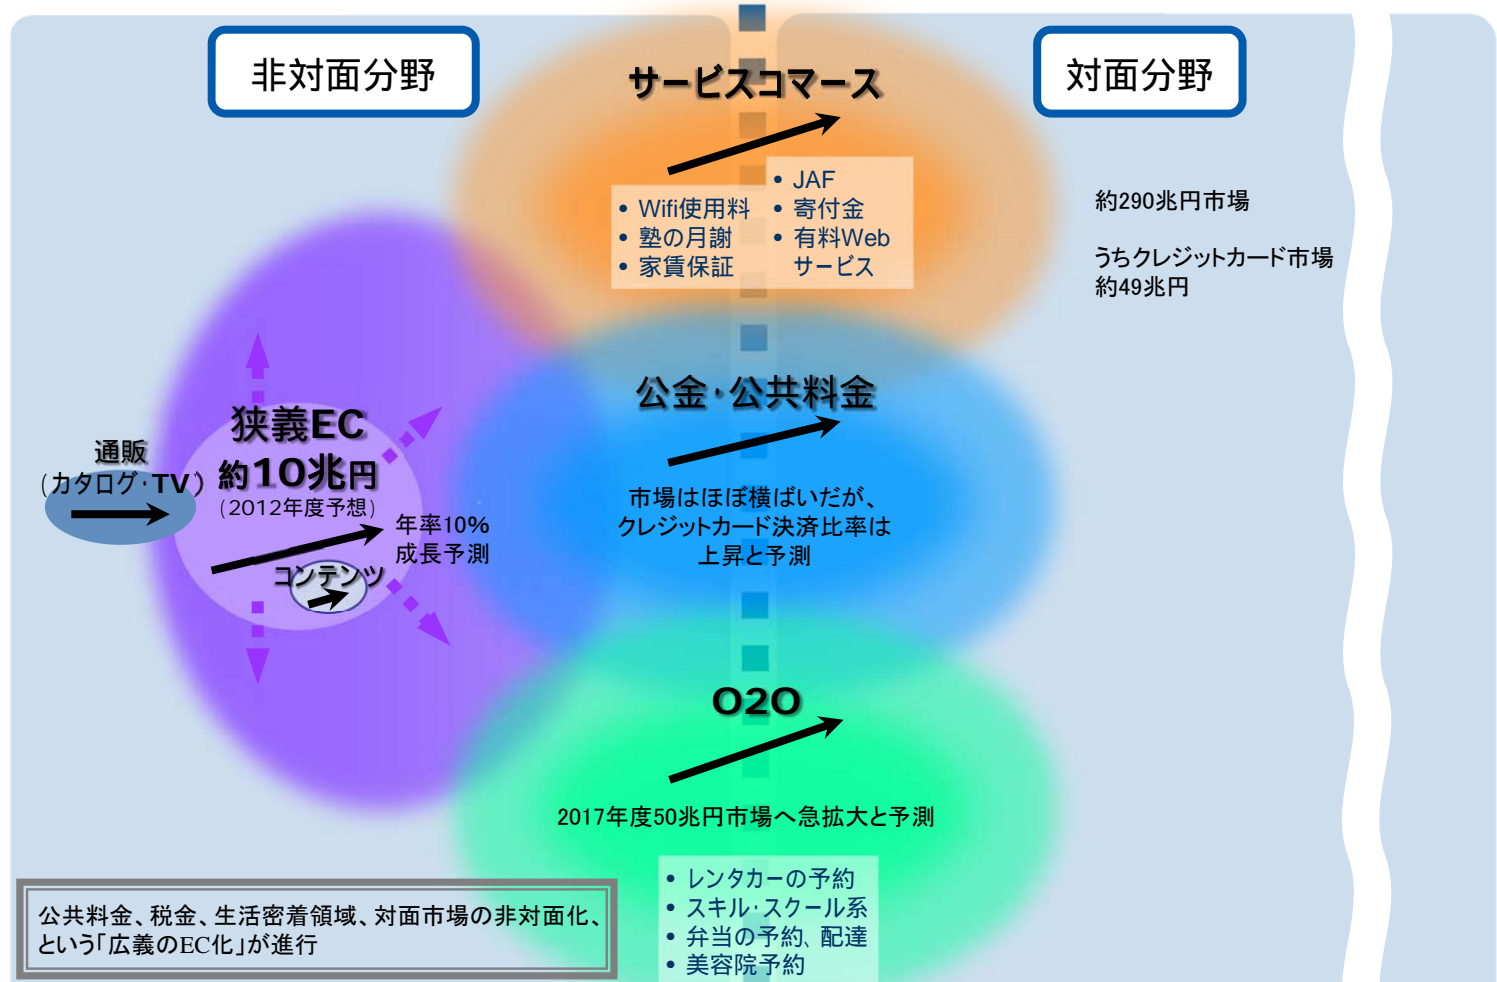 非対面分野
サービスコマース
対面分野
• Wifi使用料
• 塾の月謝
• 家賃保証
• JAF
• 寄付金
• 有料Web
サービス
約290兆円市場
うちクレジットカード市場
約49兆円
公金・公共料金
市場はほぼ横ばいだが、
クレジットカード決済比率は
上昇と予測
狭義EC
約10兆円
(2012年度予想)
通販
(カタログ・TV)
年率10%
成長予測
コンテンツ
O2O
2017年度50兆円市場へ急拡大と予測
• レンタカーの予約
• スキル・スクール系
• 弁当の予約、配達
• 美容院予約
公共料金、税金、生活密着領域、対面市場の非対面化、
という「広義のEC化」が進行